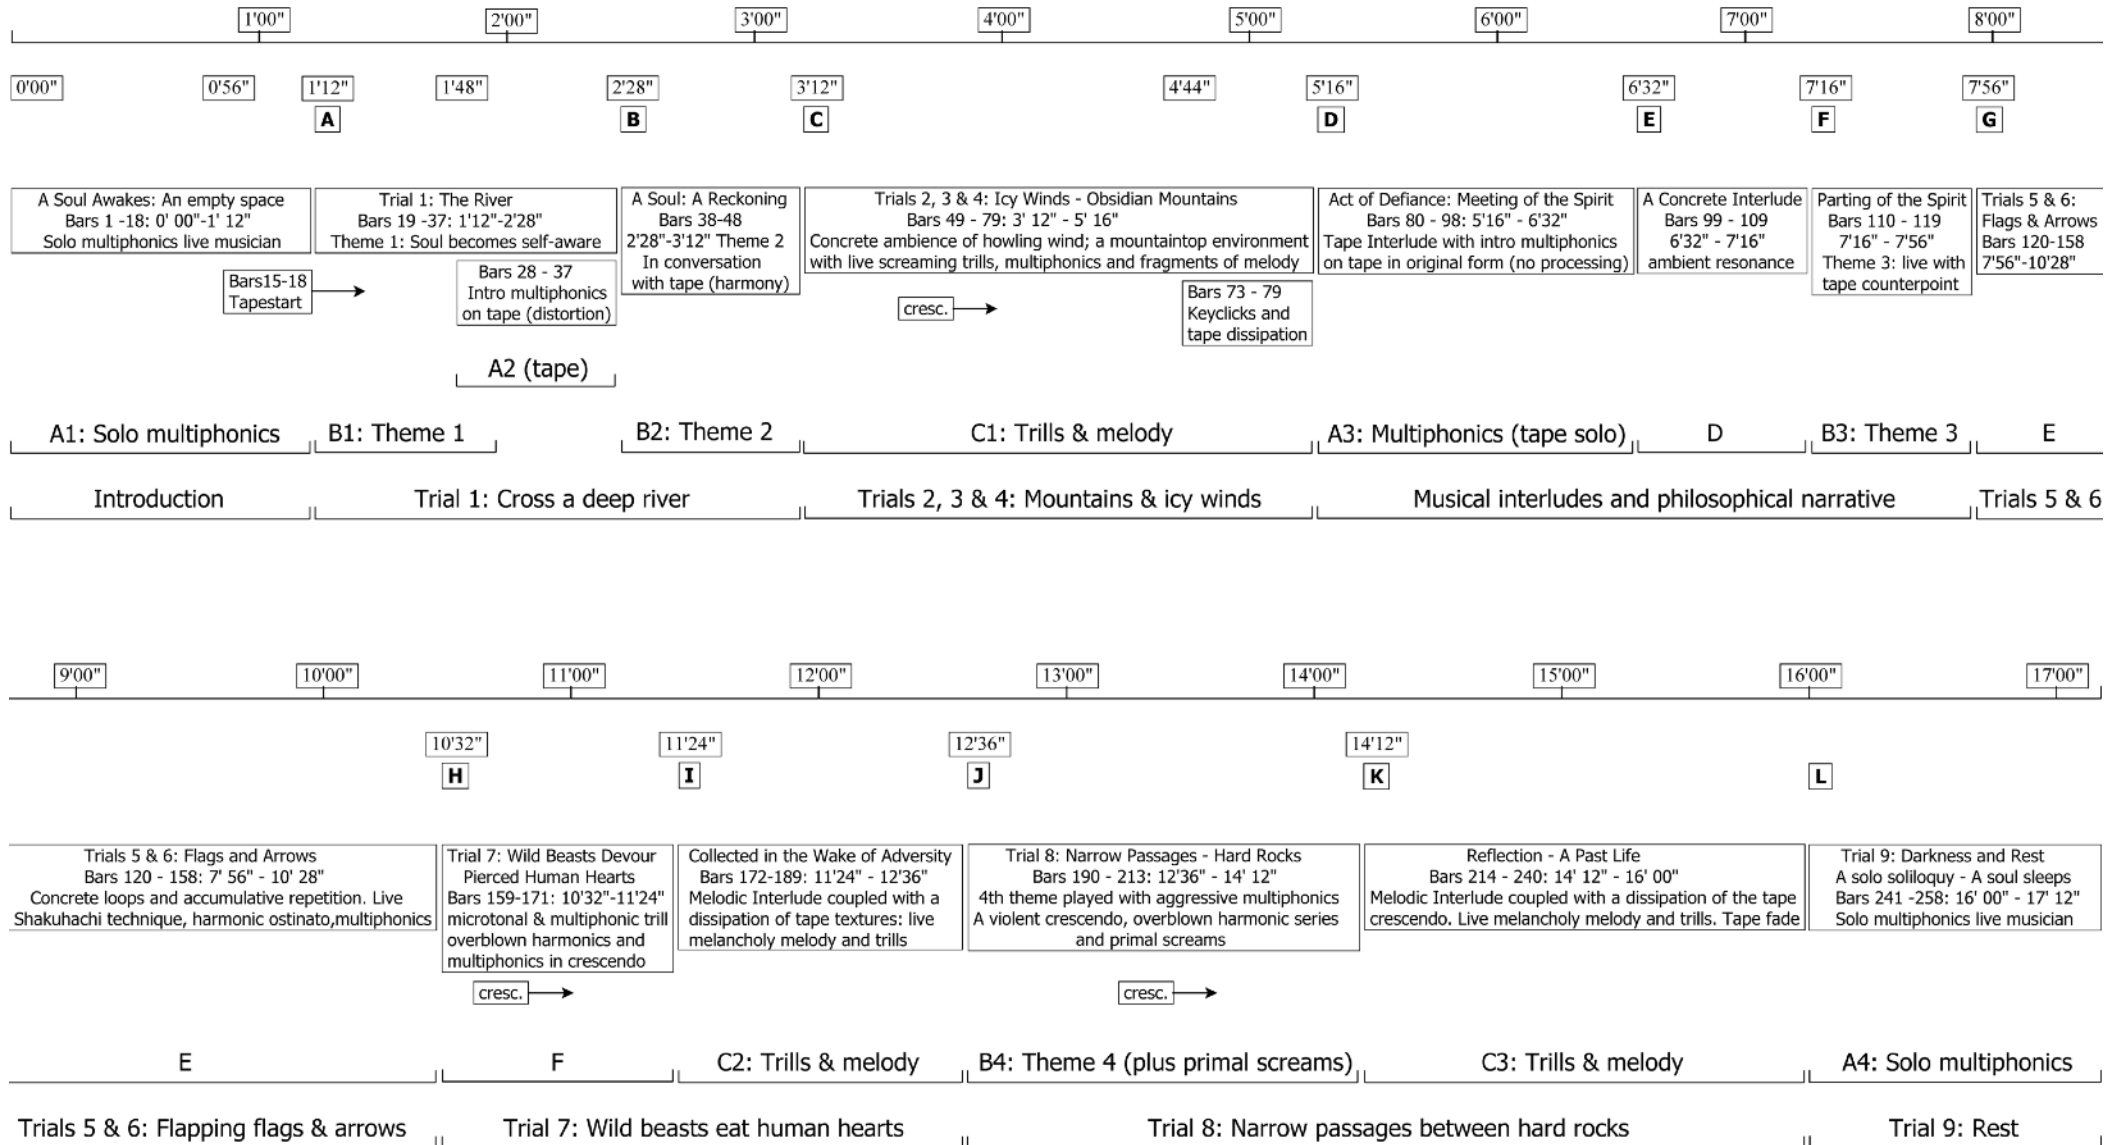 1'00" 2'00" 3'00" 4'00" 5'00" 6'00" 7'00" 8'00"
0'00" 0'56" 1'12" 1'48" 2'28" 3'12" 4'44" 5'16" 6'32" 7'16" 7'56"
A B C D E F G
A Soul Awakes: An empty space
Bars 1 -18: 0' 00"-1' 12"
Solo multiphonics live musician
Bars15-18
Tapestart
Trial 1: The River
Bars 19 -37: 1'12"-2'28"
Theme 1: Soul becomes self-aware
Bars 28 - 37
Intro multiphonics
on tape (distortion)
A Soul: A Reckoning
Bars 38-48
2'28"-3'12" Theme 2
In conversation
with tape (harmony)
Trials 2, 3 & 4: Icy Winds - Obsidian Mountains
Bars 49 - 79: 3' 12" - 5' 16"
Concrete ambience of howling wind; a mountaintop environment
with live screaming trills, multiphonics and fragments of melody
cresc.
Bars 73 - 79
Keyclicks and
tape dissipation
Act of Defiance: Meeting of the Spirit
Bars 80 - 98: 5'16" - 6'32"
Tape Interlude with intro multiphonics
on tape in original form (no processing)
A Concrete Interlude
Bars 99 - 109
6'32" - 7'16"
ambient resonance
Parting of the Spirit
Bars 110 - 119
7'16" - 7'56"
Theme 3: live with
tape counterpoint
Trials 5 & 6:
Flags & Arrows
Bars 120-158
7'56"-10'28"
A2 (tape)
A1: Solo multiphonics B1: Theme 1 B2: Theme 2 C1: Trills & melody A3: Multiphonics (tape solo) D B3: Theme 3 E
Introduction Trial 1: Cross a deep river Trials 2, 3 & 4: Mountains & icy winds Musical interludes and philosophical narrative Trials 5 & 6
9'00" 10'00" 11'00" 12'00" 13'00" 14'00" 15'00" 16'00" 17'00"
10'32" 11'24" 12'36" 14'12"
H I J K L
Trials 5 & 6: Flags and Arrows
Bars 120 - 158: 7' 56" - 10' 28"
Concrete loops and accumulative repetition. Live
Shakuhachi technique, harmonic ostinato,multiphonics
Trial 7: Wild Beasts Devour
Pierced Human Hearts
Bars 159-171: 10'32"-11'24"
microtonal & multiphonic trill
overblown harmonics and
multiphonics in crescendo
cresc.
Collected in the Wake of Adversity
Bars 172-189: 11'24" - 12'36"
Melodic Interlude coupled with a
dissipation of tape textures: live
melancholy melody and trills
Trial 8: Narrow Passages - Hard Rocks
Bars 190 - 213: 12'36" - 14' 12"
4th theme played with aggressive multiphonics
A violent crescendo, overblown harmonic series
and primal screams
cresc.
Reflection - A Past Life
Bars 214 - 240: 14' 12" - 16' 00"
Melodic Interlude coupled with a dissipation of the tape
crescendo. Live melancholy melody and trills. Tape fade
Trial 9: Darkness and Rest
A solo soliloquy - A soul sleeps
Bars 241 -258: 16' 00" - 17' 12"
Solo multiphonics live musician
E F C2: Trills & melody B4: Theme 4 (plus primal screams) C3: Trills & melody A4: Solo multiphonics
Trials 5 & 6: Flapping flags & arrows Trial 7: Wild beasts eat human hearts Trial 8: Narrow passages between hard rocks Trial 9: Rest